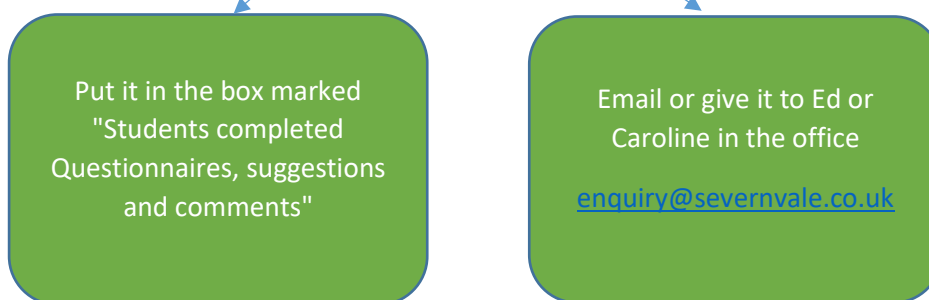 Put it in the box marked
"Students completed
Questionnaires, suggestions
and comments"
Email or give it to Ed or
Caroline in the office
enquiry@severnvale.co.uk